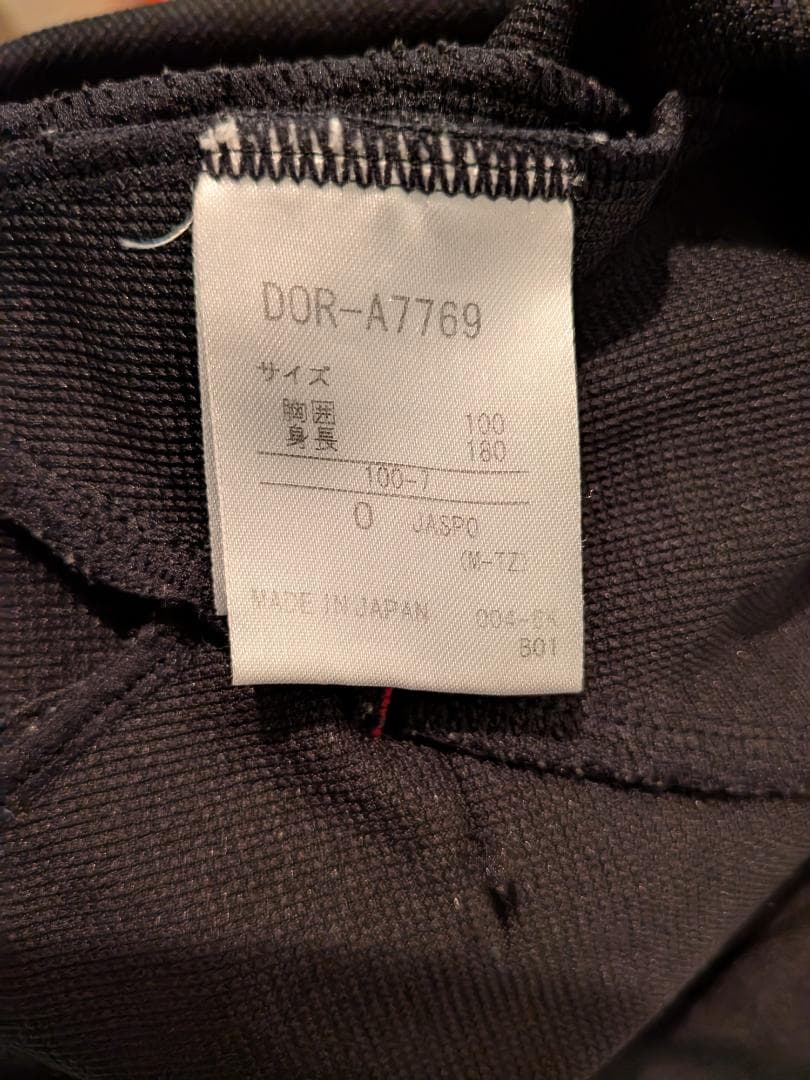 DOR-A7769
サイズ
胸囲 100
身長 180
100-7
O JASPO
(M-TZ)
MADE IN JAPAN 004-BK
B01